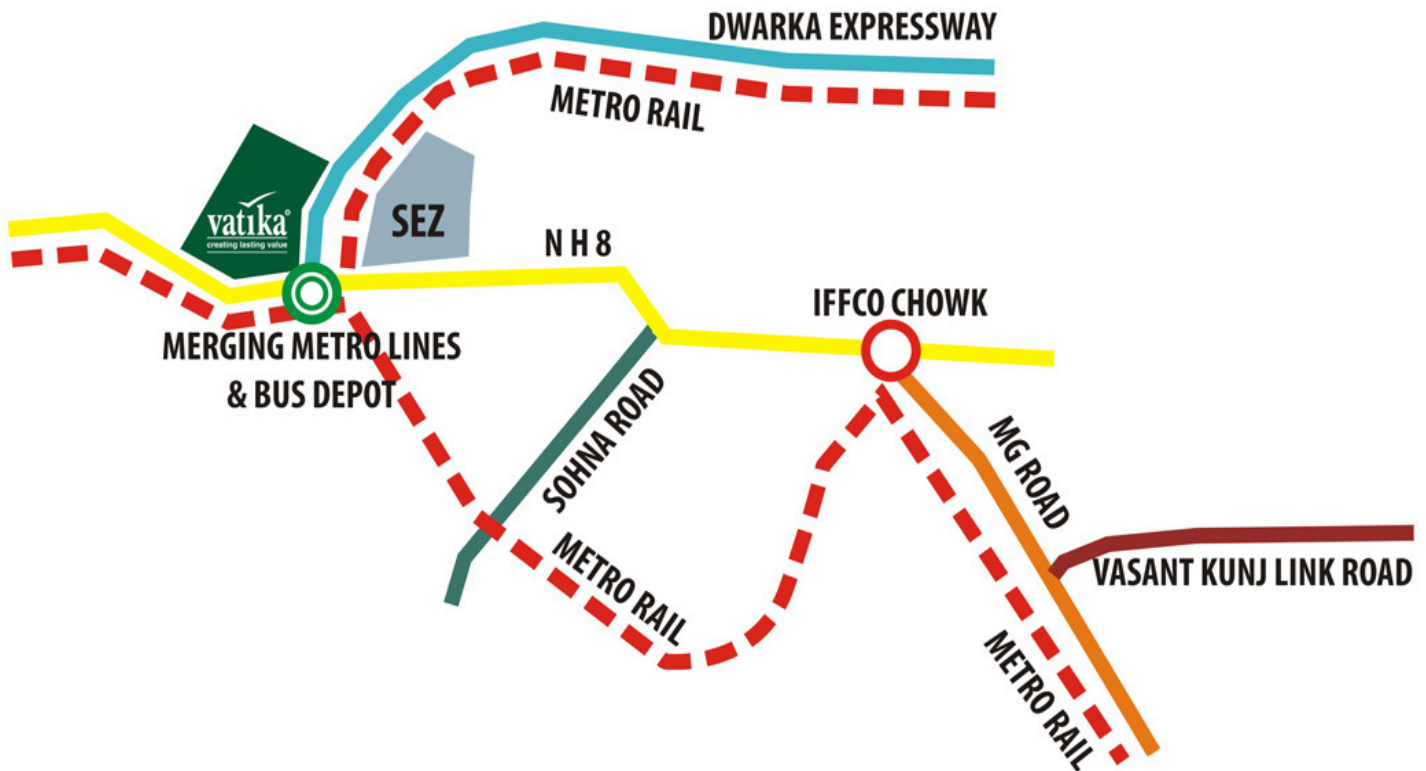 DWARKA EXPRESSWAY
METRO RAIL
vatika°
creating lasting value
SEZ
N H 8
IFFCO CHOWK
MERGING METRO LINES
& BUS DEPOT
SOHNA ROAD
MG ROAD
METRO RAIL
VASANT KUNJ LINK ROAD
METRO RAIL